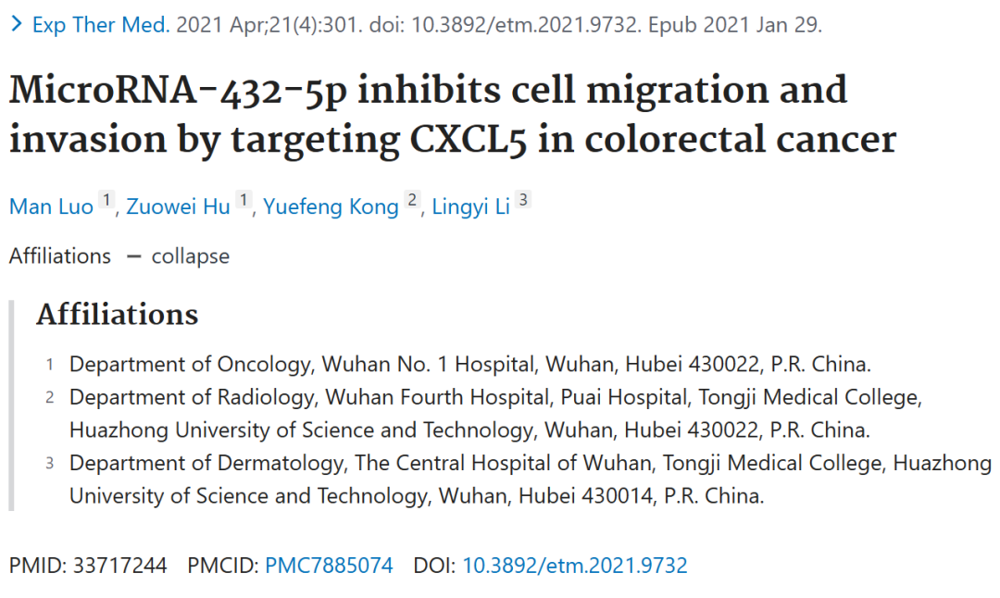 > Exp Ther Med. 2021 Apr;21(4):301. doi: 10.3892/etm.2021.9732. Epub 2021 Jan 29.
MicroRNA-432-5p inhibits cell migration and
invasion by targeting CXCL5 in colorectal cancer
Man Luo 1, Zuowei Hu 1, Yuefeng Kong 2, Lingyi Li 3
Affiliations — collapse
Affiliations
1 Department of Oncology, Wuhan No. 1 Hospital, Wuhan, Hubei 430022, P.R. China.
2 Department of Radiology, Wuhan Fourth Hospital, Puai Hospital, Tongji Medical College,
Huazhong University of Science and Technology, Wuhan, Hubei 430022, P.R. China.
3 Department of Dermatology, The Central Hospital of Wuhan, Tongji Medical College, Huazhong
University of Science and Technology, Wuhan, Hubei 430014, P.R. China.
PMID: 33717244 PMCID: PMC7885074 DOI: 10.3892/etm.2021.9732